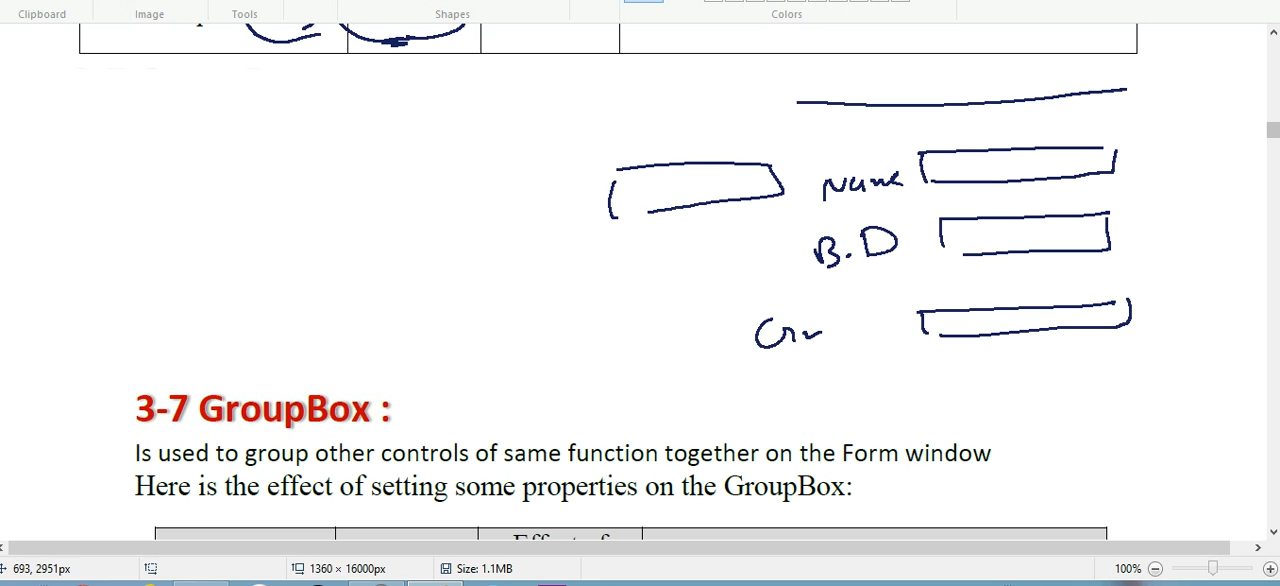 Clipboard Image Tools Shapes Colors
Name
B.D
3-7 GroupBox :
Is used to group other controls of same function together on the Form window
Here is the effect of setting some properties on the GroupBox:
693, 2951px 1360 × 16000px Size: 1.1MB 100%